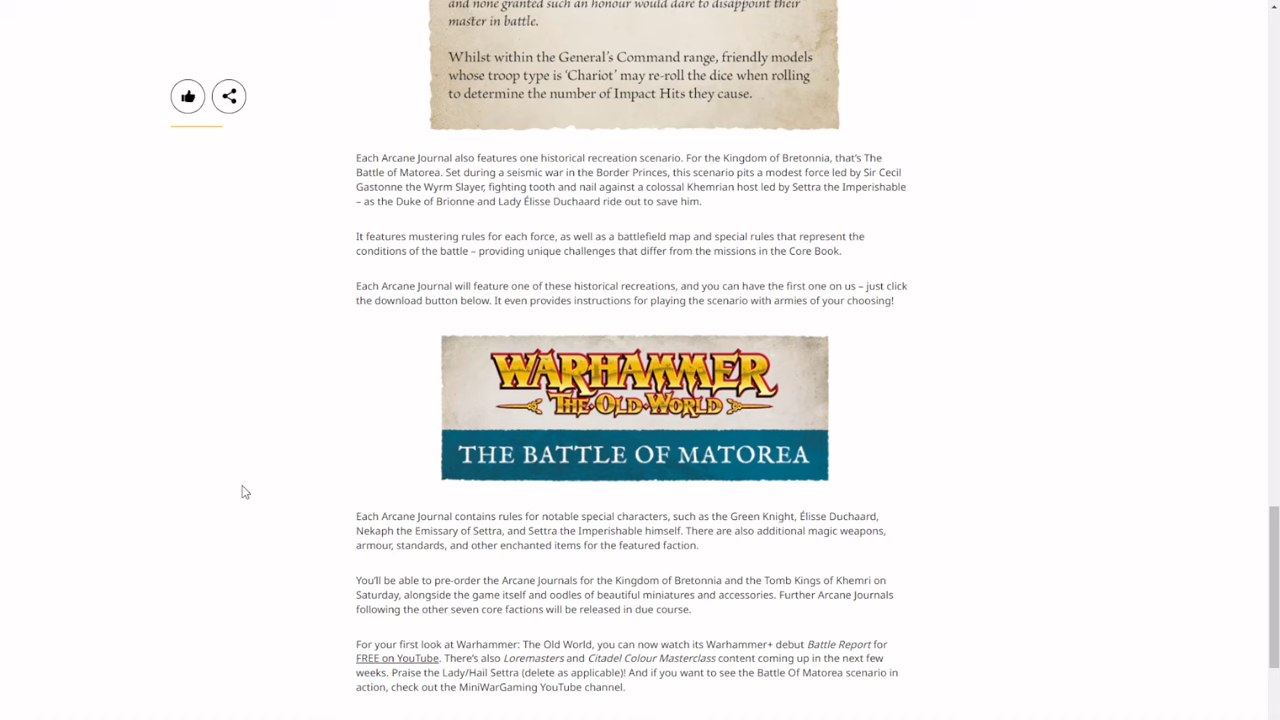 and none granted such an honour would dare to disappoint their
master in battle.
Whilst within the General's Command range, friendly models
whose troop type is 'Chariot' may re-roll the dice when rolling
to determine the number of Impact Hits they cause.
Each Arcane Journal also features one historical recreation scenario. For the Kingdom of Bretonnia, that's The
Battle of Matorea. Set during a seismic war in the Border Princes, this scenario pits a modest force led by Sir Cecil
Gastonne the Wyrm Slayer, fighting tooth and nail against a colossal Khemrian host led by Settra the Imperishable
– as the Duke of Brionne and Lady Élisse Duchaard ride out to save him.
It features mustering rules for each force, as well as a battlefield map and special rules that represent the
conditions of the battle – providing unique challenges that differ from the missions in the Core Book.
Each Arcane Journal will feature one of these historical recreations, and you can have the first one on us – just click
the download button below. It even provides instructions for playing the scenario with armies of your choosing!
WARHAMMER
THE·OLD·WORLD
THE BATTLE OF MATOREA
Each Arcane Journal contains rules for notable special characters, such as the Green Knight, Élisse Duchaard,
Nekaph the Emissary of Settra, and Settra the Imperishable himself. There are also additional magic weapons,
armour, standards, and other enchanted items for the featured faction.
You'll be able to pre-order the Arcane Journals for the Kingdom of Bretonnia and the Tomb Kings of Khemri on
Saturday, alongside the game itself and oodles of beautiful miniatures and accessories. Further Arcane Journals
following the other seven core factions will be released in due course.
For your first look at Warhammer: The Old World, you can now watch its Warhammer+ debut Battle Report for
FREE on YouTube. There's also Loremasters and Citadel Colour Masterclass content coming up in the next few
weeks. Praise the Lady/Hail Settra (delete as applicable)! And if you want to see the Battle Of Matorea scenario in
action, check out the MiniWarGaming YouTube channel.